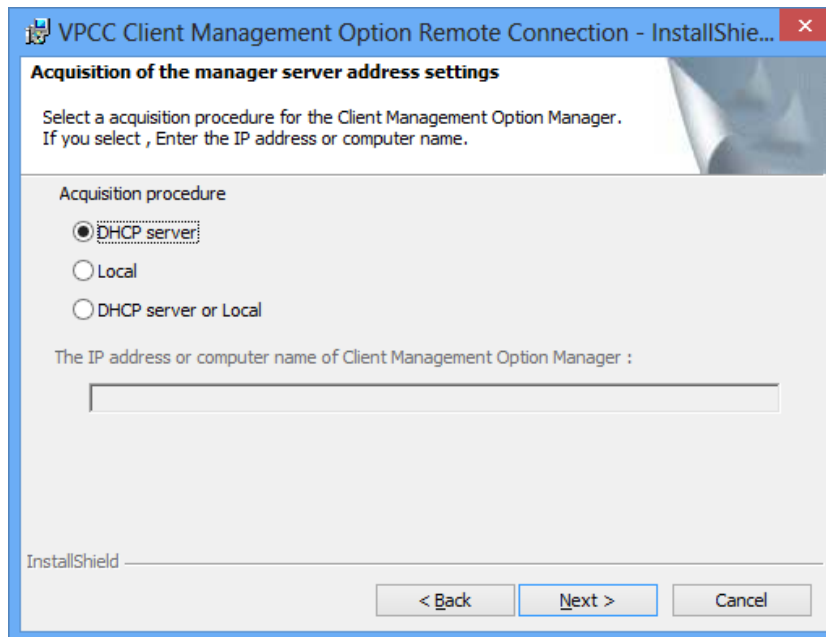 VPCC Client Management Option Remote Connection - InstallShie...
Acquisition of the manager server address settings
Select a acquisition procedure for the Client Management Option Manager.
If you select , Enter the IP address or computer name.
Acquisition procedure
DHCP server
Local
DHCP server or Local
The IP address or computer name of Client Management Option Manager :
InstallShield
< Back
Next >
Cancel